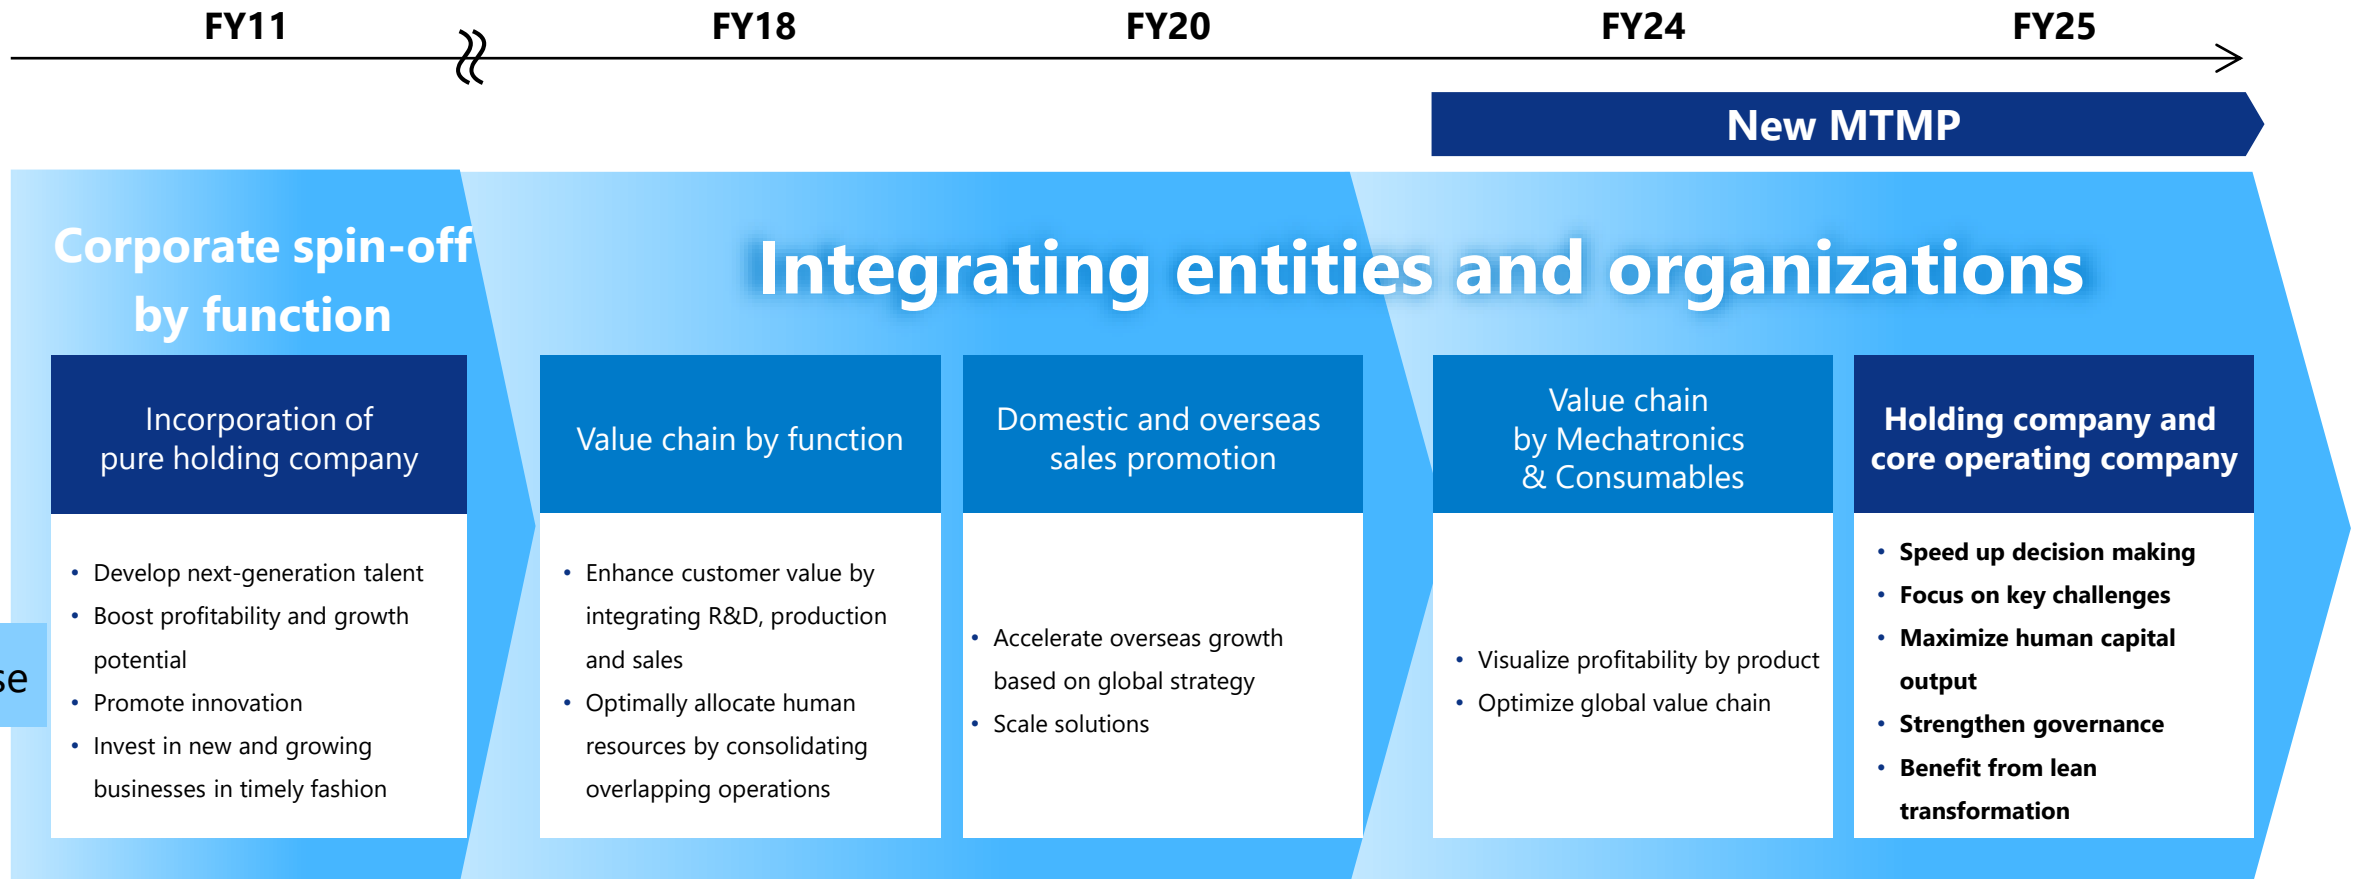 FY11
FY18
FY20
FY24
FY25
New MTMP
Corporate spin-off
by function
Integrating entities and organizations
Incorporation of
pure holding company
• Develop next-generation talent
• Boost profitability and growth
potential
• Promote innovation
• Invest in new and growing
businesses in timely fashion
Value chain by function
• Enhance customer value by
integrating R&D, production
and sales
• Optimally allocate human
resources by consolidating
overlapping operations
Domestic and overseas
sales promotion
• Accelerate overseas growth
based on global strategy
• Scale solutions
Value chain
by Mechatronics
& Consumables
• Visualize profitability by product
• Optimize global value chain
Holding company and
core operating company
• Speed up decision making
• Focus on key challenges
• Maximize human capital
output
• Strengthen governance
• Benefit from lean
transformation